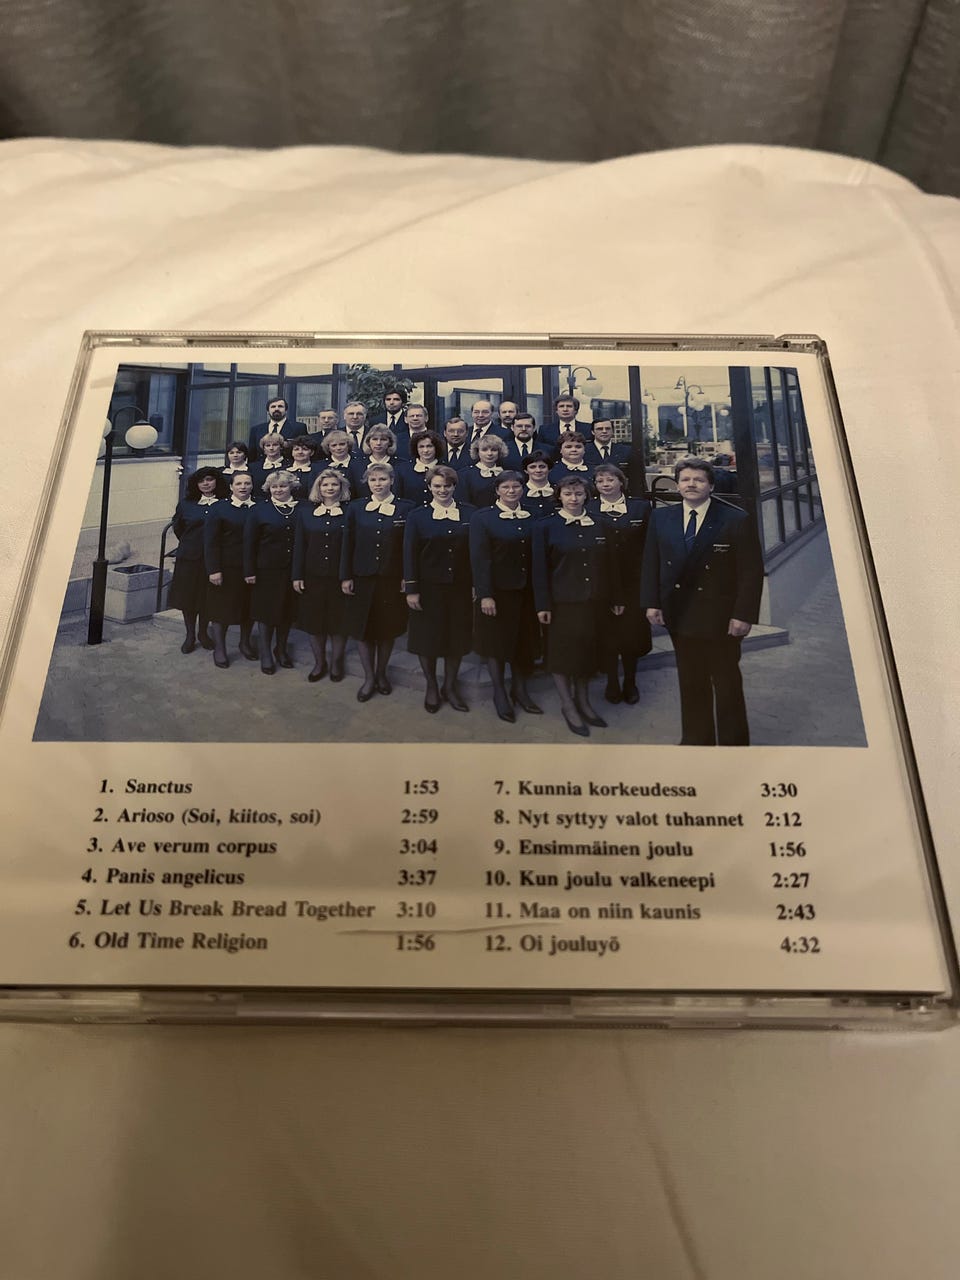 1. Sanctus 1:53
2. Arioso (Soi, kiitos, soi) 2:59
3. Ave verum corpus 3:04
4. Panis angelicus 3:37
5. Let Us Break Bread Together 3:10
6. Old Time Religion 1:56
7. Kunnia korkeudessa 3:30
8. Nyt syttyy valot tuhannet 2:12
9. Ensimmäinen joulu 1:56
10. Kun joulu valkeneepi 2:27
11. Maa on niin kaunis 2:43
12. Oi jouluyö 4:32